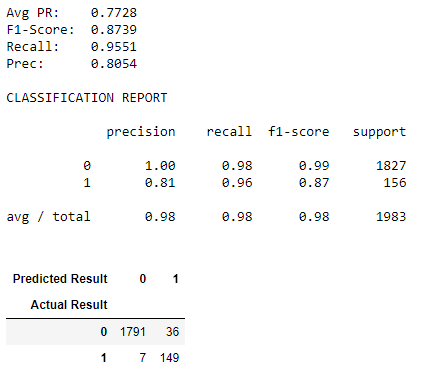 Avg PR: 0.7728
F1-Score: 0.8739
Recall: 0.9551
Prec: 0.8054
CLASSIFICATION REPORT
precision recall f1-score support
0 1.00 0.98 0.99 1827
1 0.81 0.96 0.87 156
avg / total 0.98 0.98 0.98 1983
Predicted Result 0 1
Actual Result
0 1791 36
1 7 149